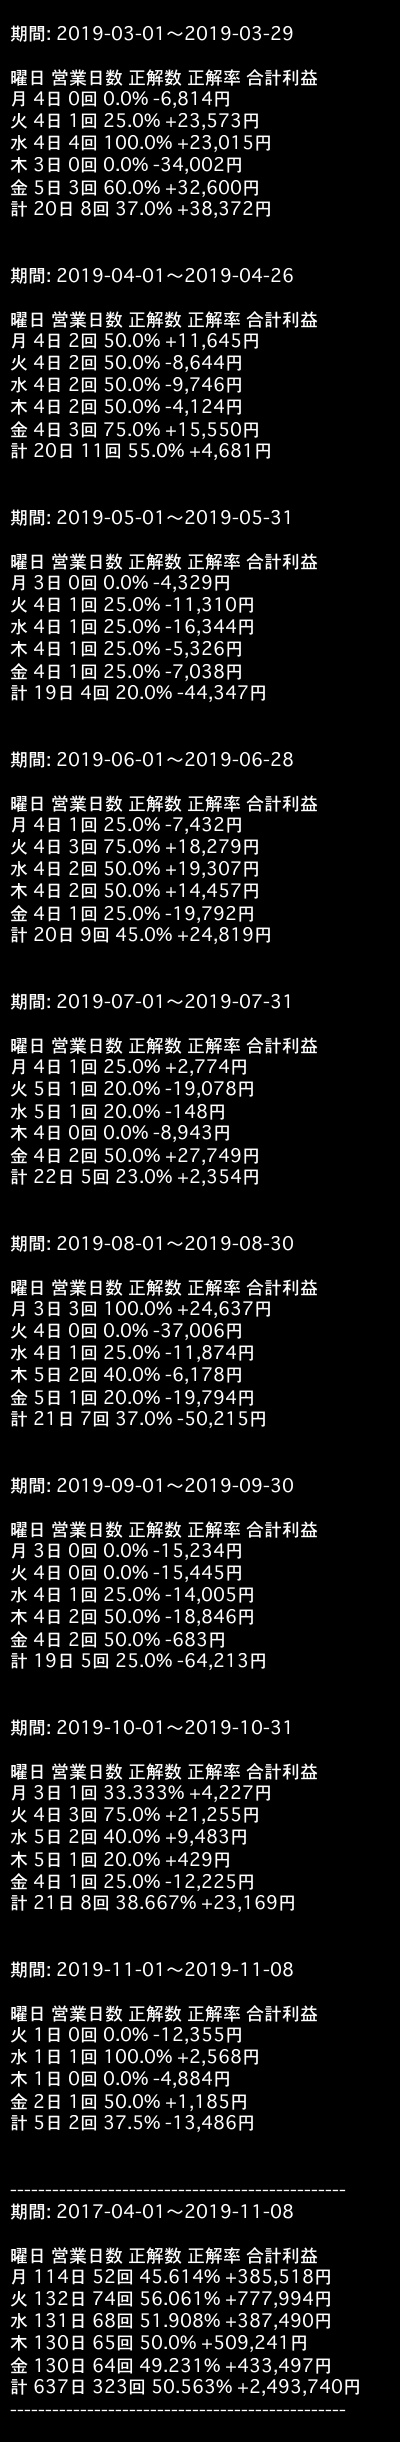 期間: 2019-03-01〜2019-03-29
曜日 営業日数 正解数 正解率 合計利益
月 4日 0回 0.0% -6,814円
火 4日 1回 25.0% +23,573円
水 4日 4回 100.0% +23,015円
木 3日 0回 0.0% -34,002円
金 5日 3回 60.0% +32,600円
計 20日 8回 37.0% +38,372円
期間: 2019-04-01〜2019-04-26
曜日 営業日数 正解数 正解率 合計利益
月 4日 2回 50.0% +11,645円
火 4日 2回 50.0% -8,644円
水 4日 2回 50.0% -9,746円
木 4日 2回 50.0% -4,124円
金 4日 3回 75.0% +15,550円
計 20日 11回 55.0% +4,681円
期間: 2019-05-01〜2019-05-31
曜日 営業日数 正解数 正解率 合計利益
月 3日 0回 0.0% -4,329円
火 4日 1回 25.0% -11,310円
水 4日 1回 25.0% -16,344円
木 4日 1回 25.0% -5,326円
金 4日 1回 25.0% -7,038円
計 19日 4回 20.0% -44,347円
期間: 2019-06-01〜2019-06-28
曜日 営業日数 正解数 正解率 合計利益
月 4日 1回 25.0% -7,432円
火 4日 3回 75.0% +18,279円
水 4日 2回 50.0% +19,307円
木 4日 2回 50.0% +14,457円
金 4日 1回 25.0% -19,792円
計 20日 9回 45.0% +24,819円
期間: 2019-07-01〜2019-07-31
曜日 営業日数 正解数 正解率 合計利益
月 4日 1回 25.0% +2,774円
火 5日 1回 20.0% -19,078円
水 5日 1回 20.0% -148円
木 4日 0回 0.0% -8,943円
金 4日 2回 50.0% +27,749円
計 22日 5回 23.0% +2,354円
期間: 2019-08-01〜2019-08-30
曜日 営業日数 正解数 正解率 合計利益
月 3日 3回 100.0% +24,637円
火 4日 0回 0.0% -37,006円
水 4日 1回 25.0% -11,874円
木 5日 2回 40.0% -6,178円
金 5日 1回 20.0% -19,794円
計 21日 7回 37.0% -50,215円
期間: 2019-09-01〜2019-09-30
曜日 営業日数 正解数 正解率 合計利益
月 3日 0回 0.0% -15,234円
火 4日 0回 0.0% -15,445円
水 4日 1回 25.0% -14,005円
木 4日 2回 50.0% -18,846円
金 4日 2回 50.0% -683円
計 19日 5回 25.0% -64,213円
期間: 2019-10-01〜2019-10-31
曜日 営業日数 正解数 正解率 合計利益
月 3日 1回 33.333% +4,227円
火 4日 3回 75.0% +21,255円
水 5日 2回 40.0% +9,483円
木 5日 1回 20.0% +429円
金 4日 1回 25.0% -12,225円
計 21日 8回 38.667% +23,169円
期間: 2019-11-01〜2019-11-08
曜日 営業日数 正解数 正解率 合計利益
火 1日 0回 0.0% -12,355円
水 1日 1回 100.0% +2,568円
木 1日 0回 0.0% -4,884円
金 2日 1回 50.0% +1,185円
計 5日 2回 37.5% -13,486円
------------------------------------------------
期間: 2017-04-01〜2019-11-08
曜日 営業日数 正解数 正解率 合計利益
月 114日 52回 45.614% +385,518円
火 132日 74回 56.061% +777,994円
水 131日 68回 51.908% +387,490円
木 130日 65回 50.0% +509,241円
金 130日 64回 49.231% +433,497円
計 637日 323回 50.563% +2,493,740円
------------------------------------------------